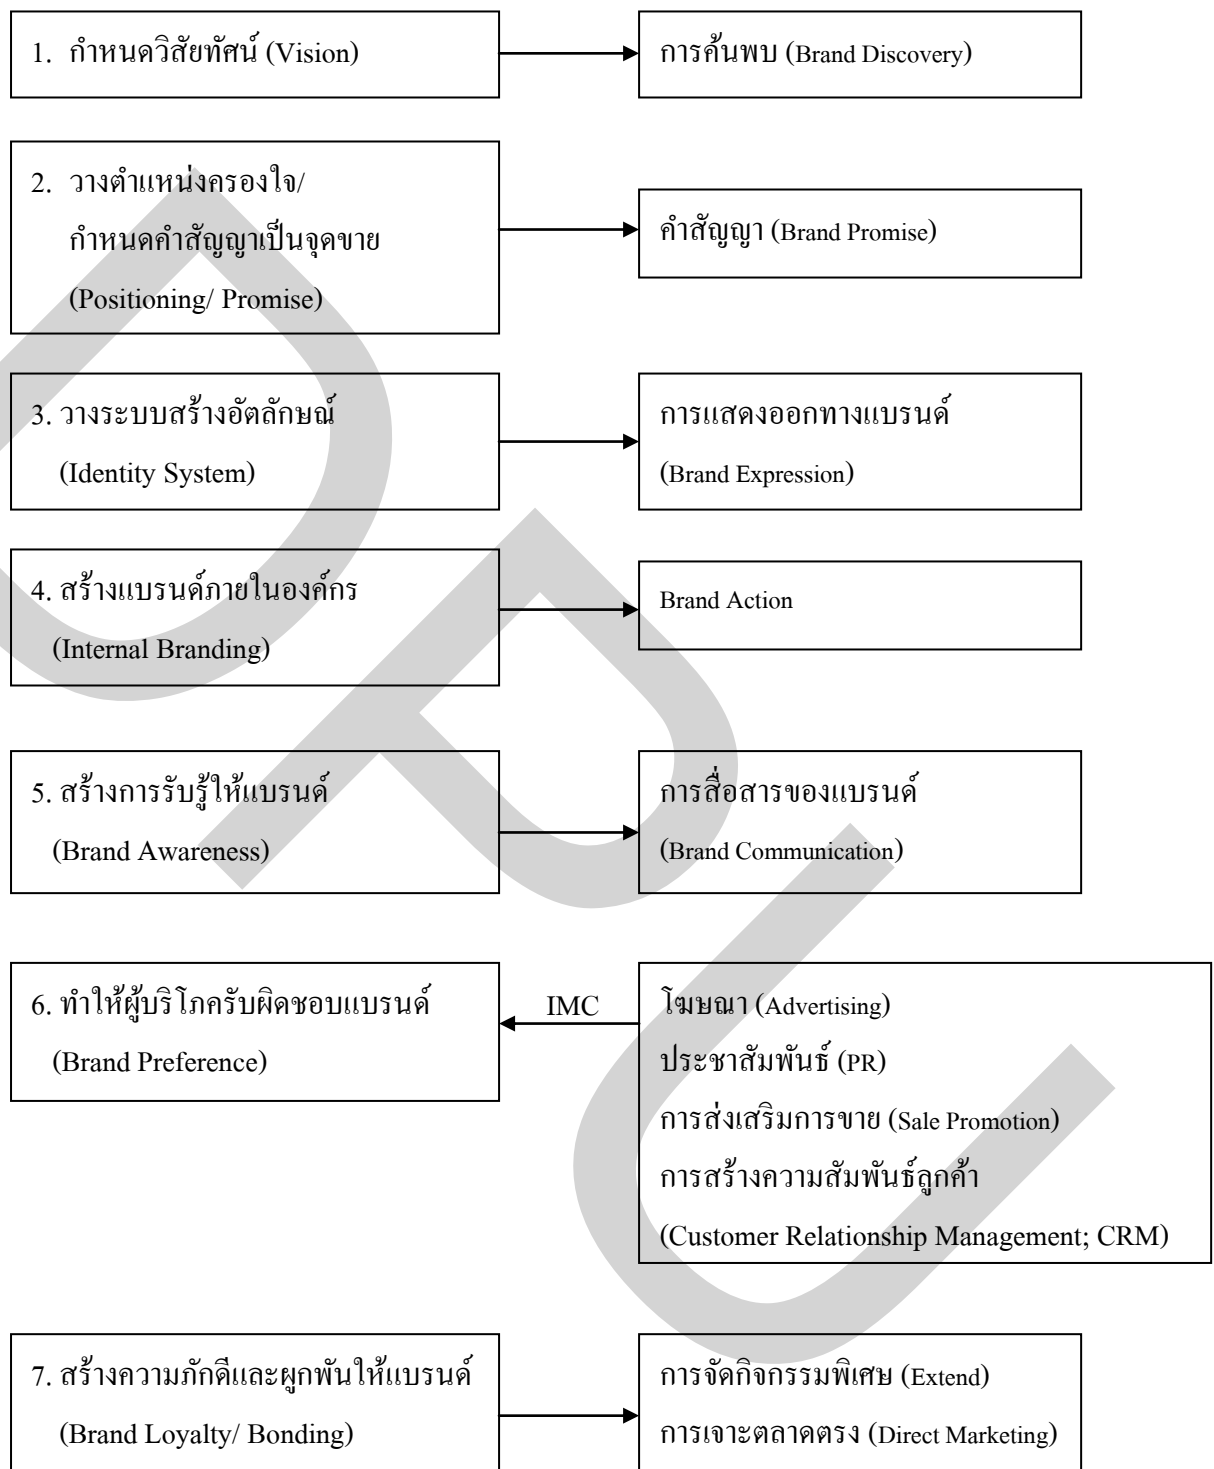 1. กำหนดวิสัยทัศน์ (Vision)
การค้นพบ (Brand Discovery)
2. วางตำแหน่งครองใจ/
กำหนดคำสัญญาเป็นจุดขาย
(Positioning/ Promise)
คำสัญญา (Brand Promise)
3. วางระบบสร้างอัตลักษณ์
(Identity System)
การแสดงออกทางแบรนด์
(Brand Expression)
4. สร้างแบรนด์ภายในองค์กร
(Internal Branding)
Brand Action
5. สร้างการรับรู้ให้แบรนด์
(Brand Awareness)
การสื่อสารของแบรนด์
(Brand Communication)
6. ทำให้ผู้บริโภครับผิดชอบแบรนด์
(Brand Preference)
IMC
โฆษณา (Advertising)
ประชาสัมพันธ์ (PR)
การส่งเสริมการขาย (Sale Promotion)
การสร้างความสัมพันธ์ลูกค้า
(Customer Relationship Management; CRM)
7. สร้างความภักดีและผูกพันให้แบรนด์
(Brand Loyalty/ Bonding)
การจัดกิจกรรมพิเศษ (Extend)
การเจาะตลาดตรง (Direct Marketing)
DPU